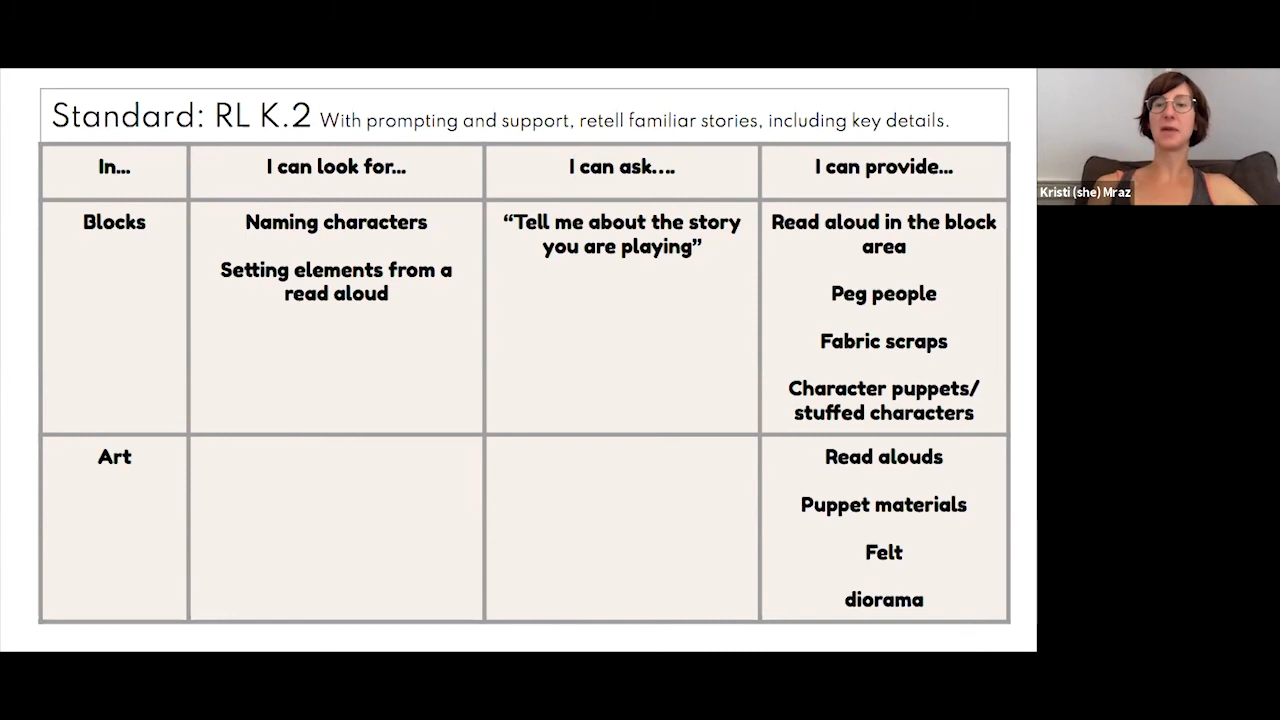 Standard: RL K.2 With prompting and support, retell familiar stories, including key details.
In...
I can look for...
I can ask....
I can provide...
Blocks
Naming characters
Setting elements from a
read aloud
“Tell me about the story
you are playing”
Read aloud in the block
area
Peg people
Fabric scraps
Character puppets/
stuffed characters
Art
Read alouds
Puppet materials
Felt
diorama
Kristi (she) Mraz